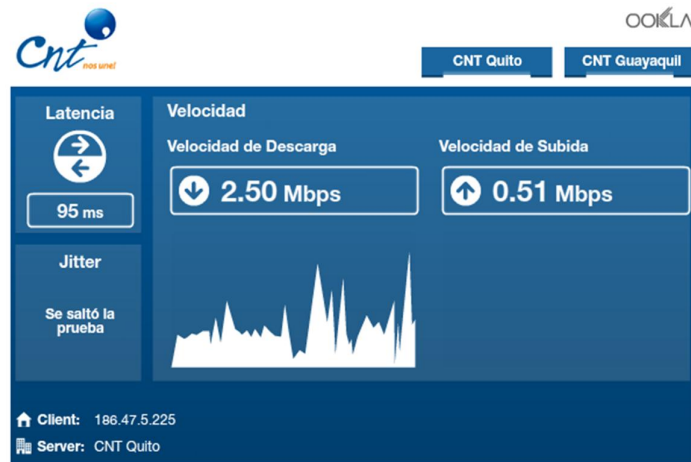 OOKLA
Cnt
nos une!
CNT Quito
CNT Guayaquil
Latencia
95 ms
Jitter
Se saltó la
prueba
Velocidad
Velocidad de Descarga
2.50 Mbps
Velocidad de Subida
0.51 Mbps
Client: 186.47.5.225
Server: CNT Quito